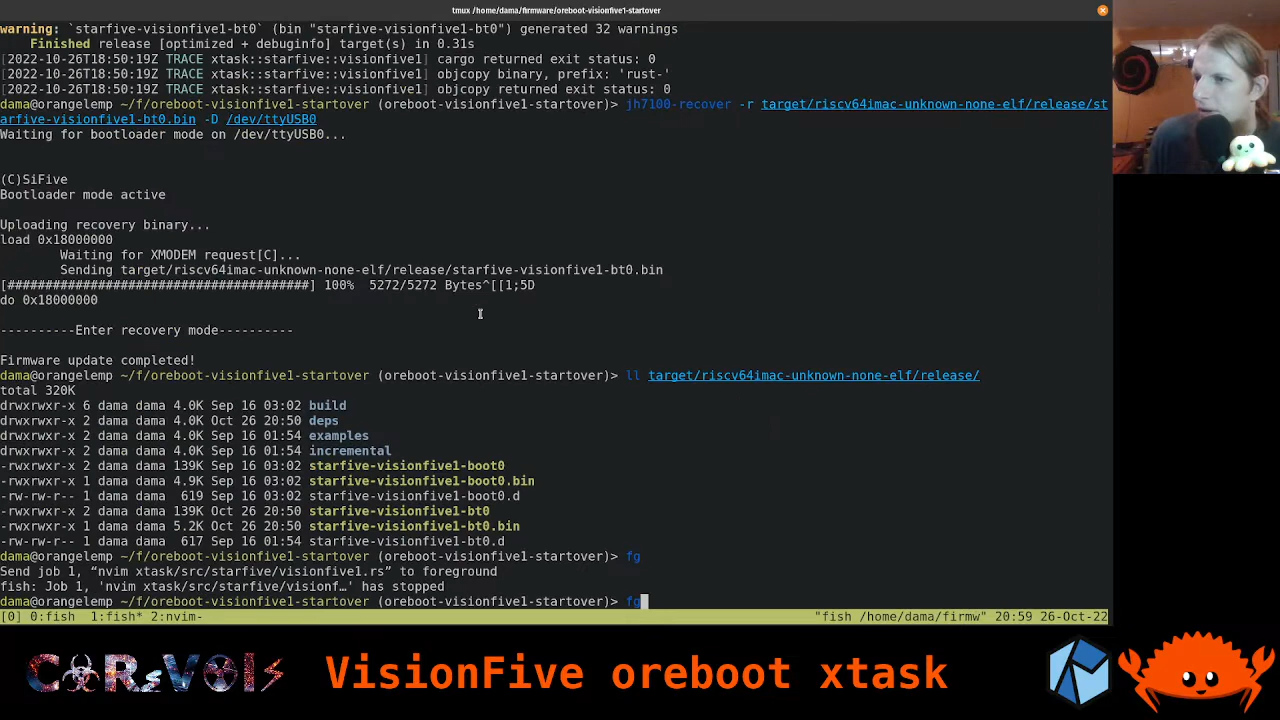 tmux /home/dama/firmware/oreboot-visionfive1-startover
warning: `starfive-visionfive1-bt0` (bin "starfive-visionfive1-bt0") generated 32 warnings
Finished release [optimized + debuginfo] target(s) in 0.31s
[2022-10-26T18:50:19Z TRACE xtask::starfive::visionfive1] cargo returned exit status: 0
[2022-10-26T18:50:19Z TRACE xtask::starfive::visionfive1] objcopy binary, prefix: 'rust-'
[2022-10-26T18:50:19Z TRACE xtask::starfive::visionfive1] objcopy returned exit status: 0
dama@orangelemp ~/f/oreboot-visionfive1-startover (oreboot-visionfive1-startover)> jh7100-recover -r target/riscv64imac-unknown-none-elf/release/st
arfive-visionfive1-bt0.bin -D /dev/ttyUSB0
Waiting for bootloader mode on /dev/ttyUSB0...
(C)SiFive
Bootloader mode active
Uploading recovery binary...
load 0x18000000
Waiting for XMODEM request[C]...
Sending target/riscv64imac-unknown-none-elf/release/starfive-visionfive1-bt0.bin
[########################################] 100%  5272/5272 Bytes^[[1;5D
do 0x18000000
----------Enter recovery mode----------
Firmware update completed!
dama@orangelemp ~/f/oreboot-visionfive1-startover (oreboot-visionfive1-startover)> ll target/riscv64imac-unknown-none-elf/release/
total 320K
drwxrwxr-x 6 dama dama 4.0K Sep 16 03:02 build
drwxrwxr-x 2 dama dama 4.0K Oct 26 20:50 deps
drwxrwxr-x 2 dama dama 4.0K Sep 16 01:54 examples
drwxrwxr-x 2 dama dama 4.0K Sep 16 01:54 incremental
-rwxrwxr-x 2 dama dama 139K Sep 16 03:02 starfive-visionfive1-boot0
-rwxrwxr-x 1 dama dama 4.9K Sep 16 03:02 starfive-visionfive1-boot0.bin
-rw-rw-r-- 1 dama dama  619 Sep 16 03:02 starfive-visionfive1-boot0.d
-rwxrwxr-x 2 dama dama 139K Oct 26 20:50 starfive-visionfive1-bt0
-rwxrwxr-x 1 dama dama 5.2K Oct 26 20:50 starfive-visionfive1-bt0.bin
-rw-rw-r-- 1 dama dama  617 Sep 16 01:54 starfive-visionfive1-bt0.d
dama@orangelemp ~/f/oreboot-visionfive1-startover (oreboot-visionfive1-startover)> fg
Send job 1, “nvim xtask/src/starfive/visionfive1.rs” to foreground
fish: Job 1, 'nvim xtask/src/starfive/visionf…' has stopped
dama@orangelemp ~/f/oreboot-visionfive1-startover (oreboot-visionfive1-startover)> fg
[0] 0:fish  1:fish* 2:nvim-  "fish /home/dama/firmw" 20:59 26-Oct-22
VisionFive oreboot xtask